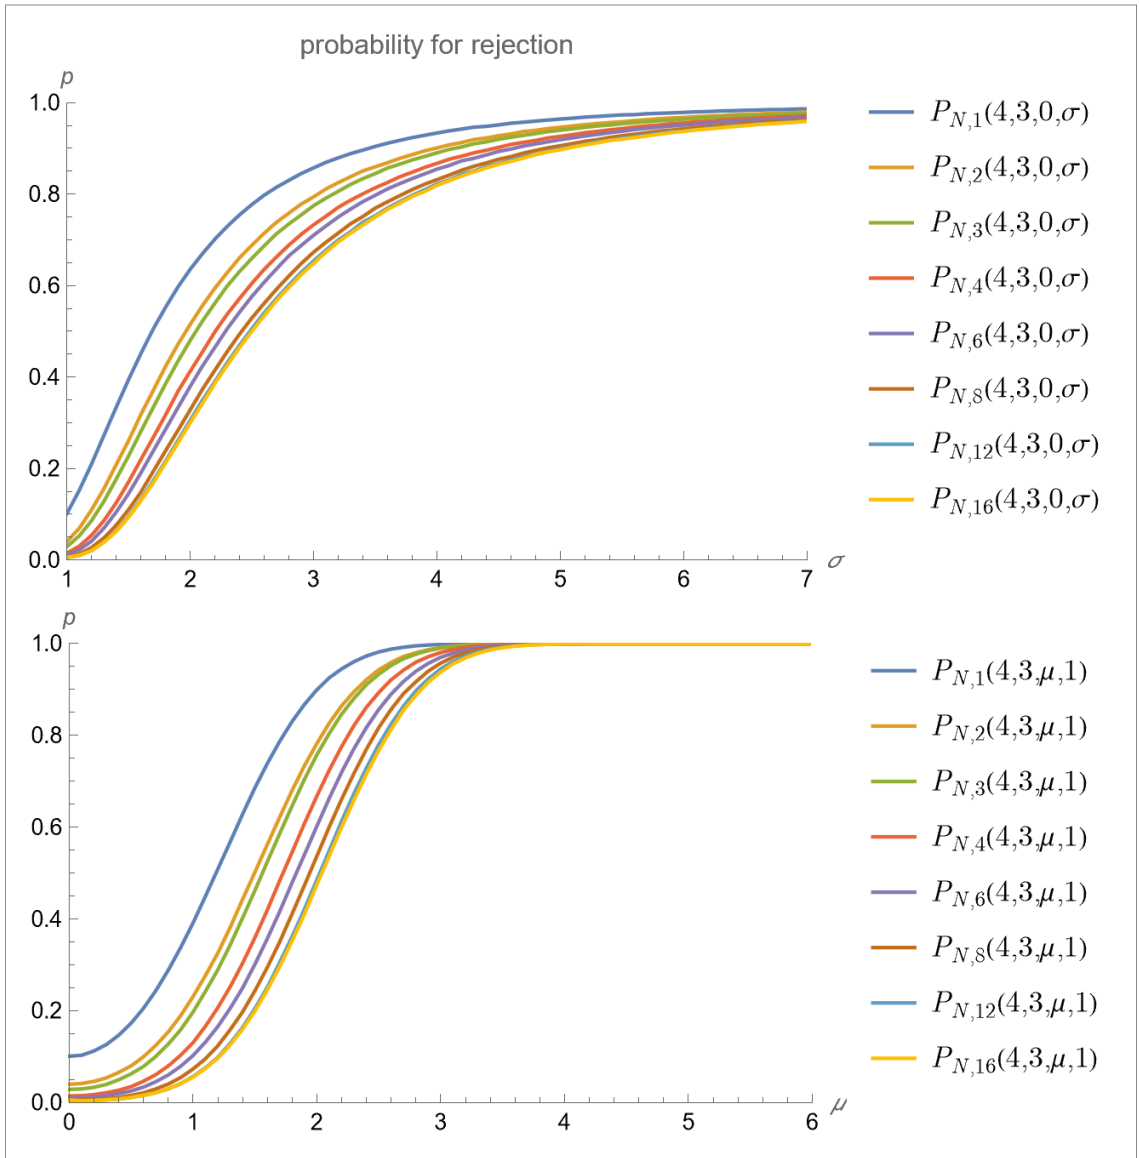 probability for rejection
p
1.0
0.8
0.6
0.4
0.2
0.0
1 2 3 4 5 6 7
σ
P_{N,1}(4,3,0,σ)
P_{N,2}(4,3,0,σ)
P_{N,3}(4,3,0,σ)
P_{N,4}(4,3,0,σ)
P_{N,6}(4,3,0,σ)
P_{N,8}(4,3,0,σ)
P_{N,12}(4,3,0,σ)
P_{N,16}(4,3,0,σ)
p
1.0
0.8
0.6
0.4
0.2
0.0
0 1 2 3 4 5 6
μ
P_{N,1}(4,3,μ,1)
P_{N,2}(4,3,μ,1)
P_{N,3}(4,3,μ,1)
P_{N,4}(4,3,μ,1)
P_{N,6}(4,3,μ,1)
P_{N,8}(4,3,μ,1)
P_{N,12}(4,3,μ,1)
P_{N,16}(4,3,μ,1)